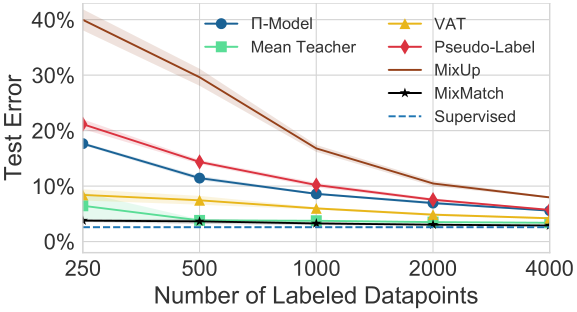 40%
30%
20%
10%
0%
Test Error
Π-Model
Mean Teacher
VAT
Pseudo-Label
MixUp
MixMatch
Supervised
250 500 1000 2000 4000
Number of Labeled Datapoints